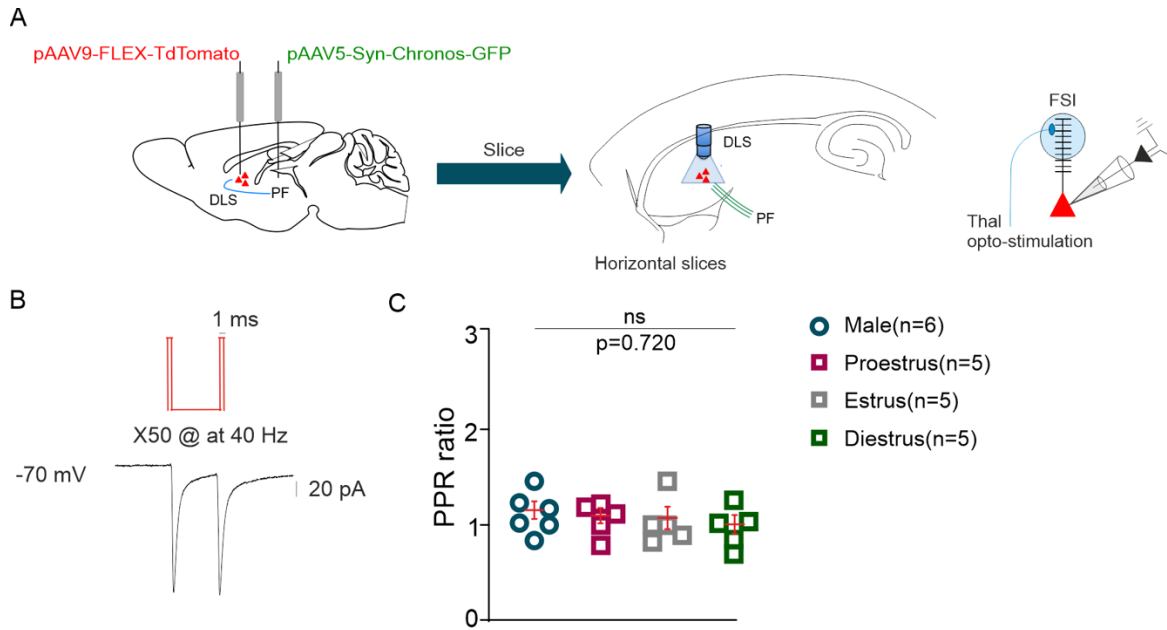 A
pAAV9-FLEX-TdTomato
pAAV5-Syn-Chronos-GFP
DLS
PF
Slice
DLS
PF
Horizontal slices
FSI
Thal
opto-stimulation
B
1 ms
X50 @ at 40 Hz
-70 mV
20 pA
C
ns
p=0.720
PPR ratio
3
2
1
0
Male(n=6)
Proestrus(n=5)
Estrus(n=5)
Diestrus(n=5)